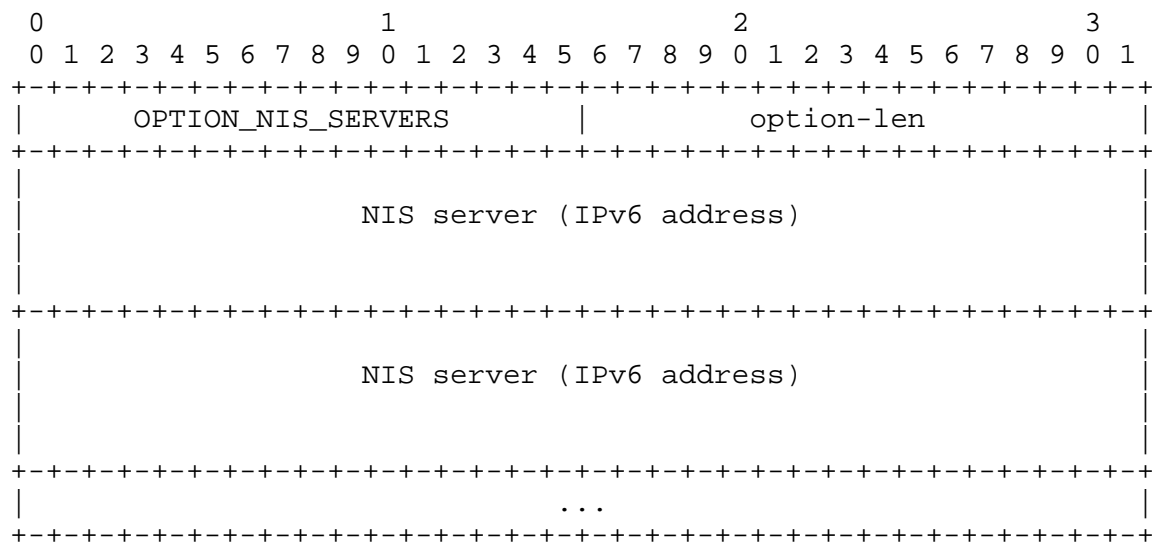 0                   1                   2                   3
0 1 2 3 4 5 6 7 8 9 0 1 2 3 4 5 6 7 8 9 0 1 2 3 4 5 6 7 8 9 0 1
+-+-+-+-+-+-+-+-+-+-+-+-+-+-+-+-+-+-+-+-+-+-+-+-+-+-+-+-+-+-+-+-+
|      OPTION_NIS_SERVERS       |         option-len            |
+-+-+-+-+-+-+-+-+-+-+-+-+-+-+-+-+-+-+-+-+-+-+-+-+-+-+-+-+-+-+-+-+
|                                                               |
|                   NIS server (IPv6 address)                   |
|                                                               |
|                                                               |
+-+-+-+-+-+-+-+-+-+-+-+-+-+-+-+-+-+-+-+-+-+-+-+-+-+-+-+-+-+-+-+-+
|                                                               |
|                   NIS server (IPv6 address)                   |
|                                                               |
|                                                               |
+-+-+-+-+-+-+-+-+-+-+-+-+-+-+-+-+-+-+-+-+-+-+-+-+-+-+-+-+-+-+-+-+
|                              ...                              |
+-+-+-+-+-+-+-+-+-+-+-+-+-+-+-+-+-+-+-+-+-+-+-+-+-+-+-+-+-+-+-+-+